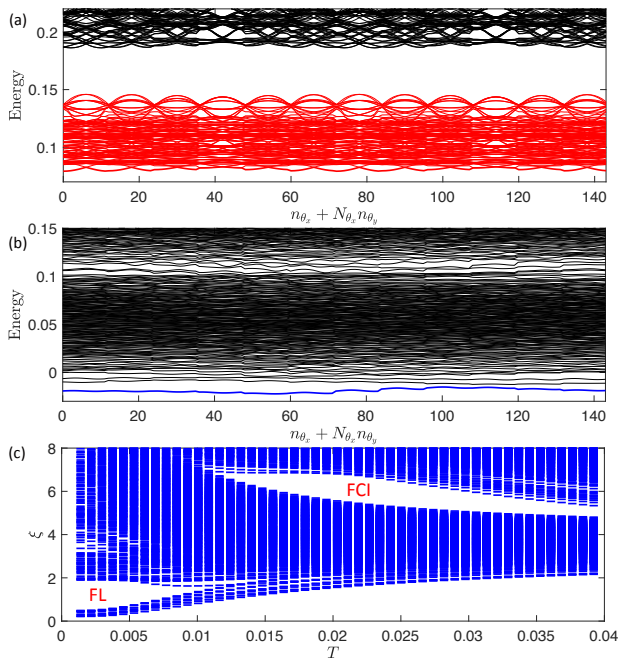 (a)
Energy
0.2
0.15
0.1
0 20 40 60 80 100 120 140
n_{θ_x} + N_{θ_x} n_{θ_y}
(b)
Energy
0.15
0.1
0.05
0
0 20 40 60 80 100 120 140
n_{θ_x} + N_{θ_x} n_{θ_y}
(c)
ξ
8
6
4
2
0
FCI
FL
0 0.005 0.01 0.015 0.02 0.025 0.03 0.035 0.04
T